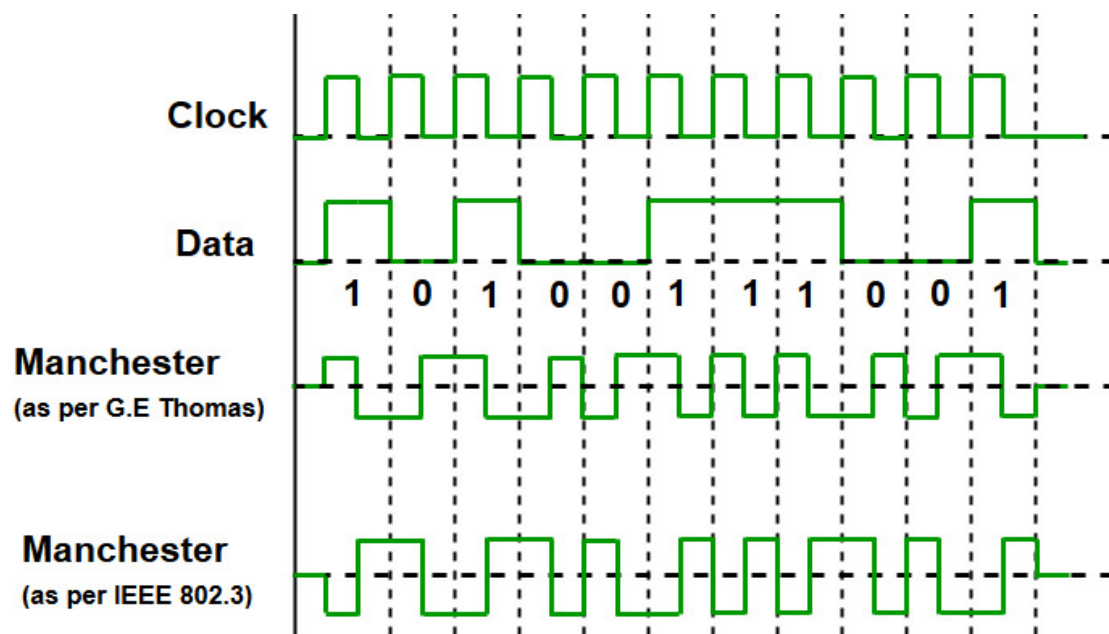 Clock
Data
1 0 1 0 0 1 1 1 0 0 1
Manchester
(as per G.E Thomas)
Manchester
(as per IEEE 802.3)